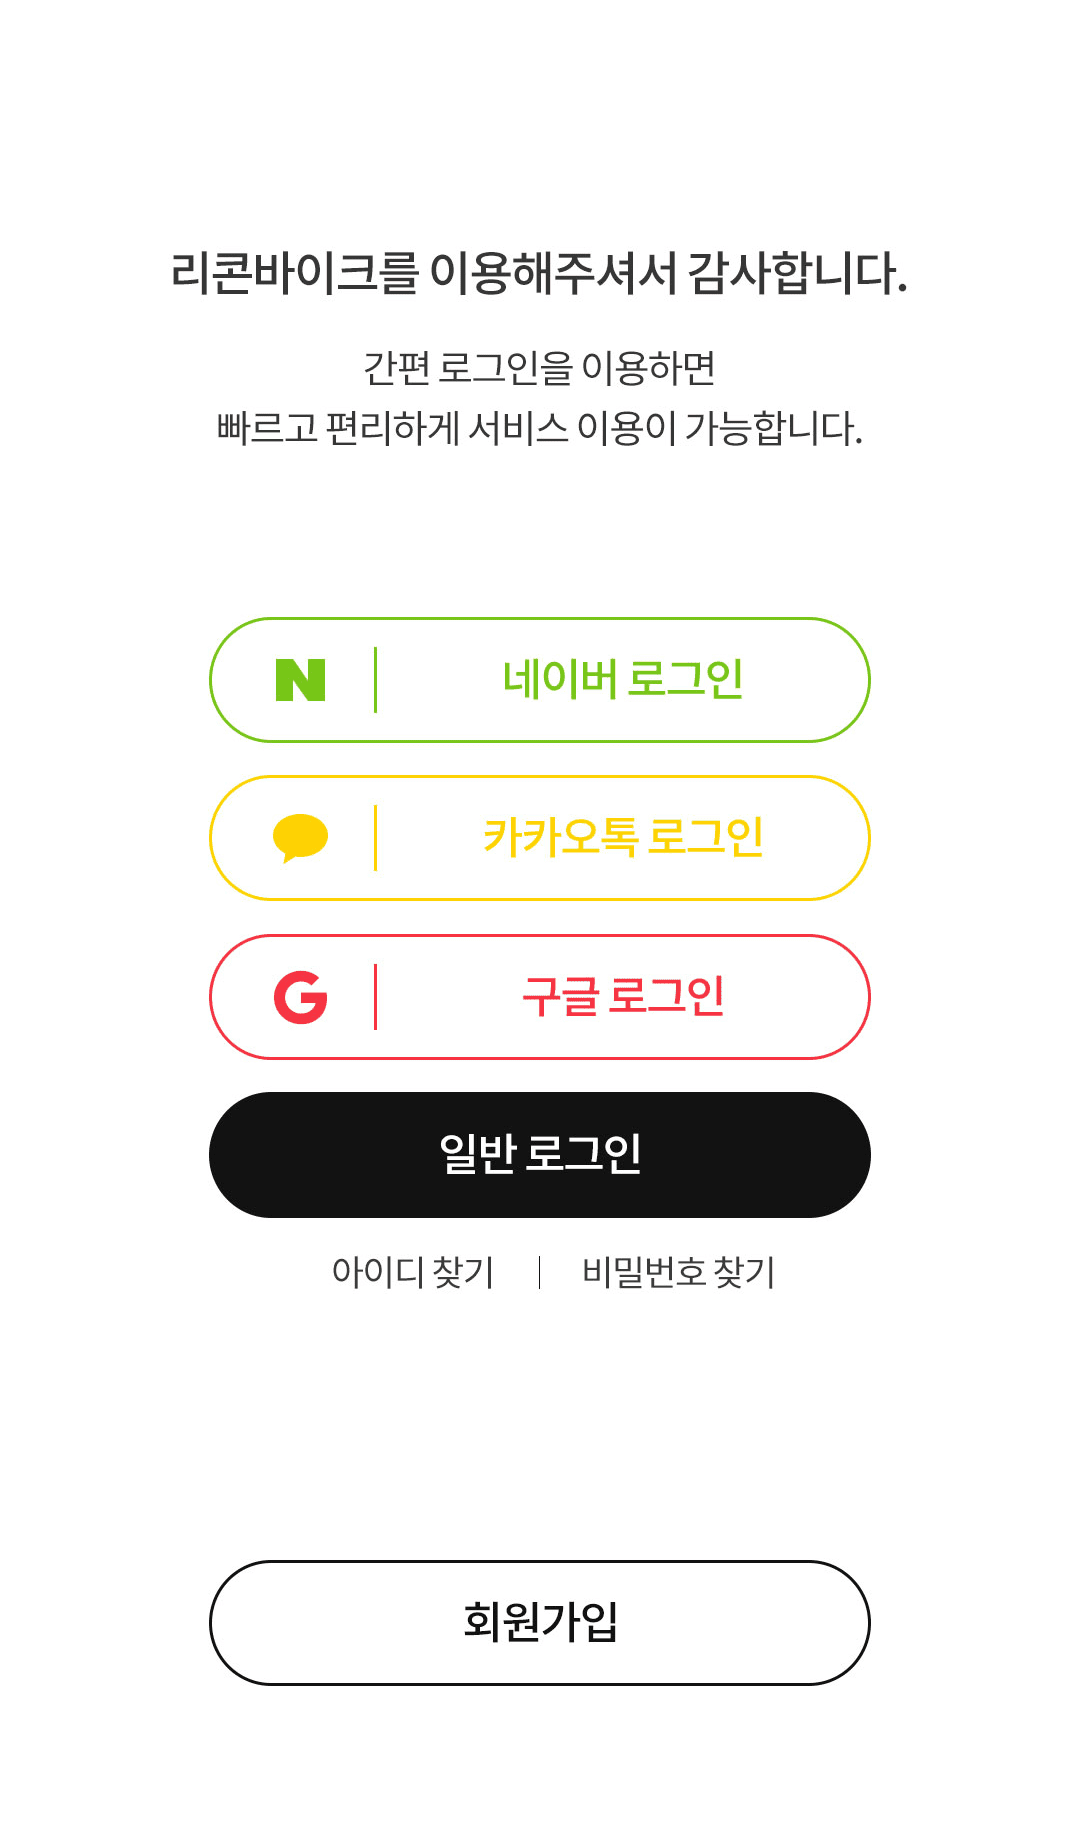 리콘바이크를 이용해주셔서 감사합니다.
간편 로그인을 이용하면
빠르고 편리하게 서비스 이용이 가능합니다.
N 네이버 로그인
카카오톡 로그인
G 구글 로그인
일반 로그인
아이디 찾기 | 비밀번호 찾기
회원가입